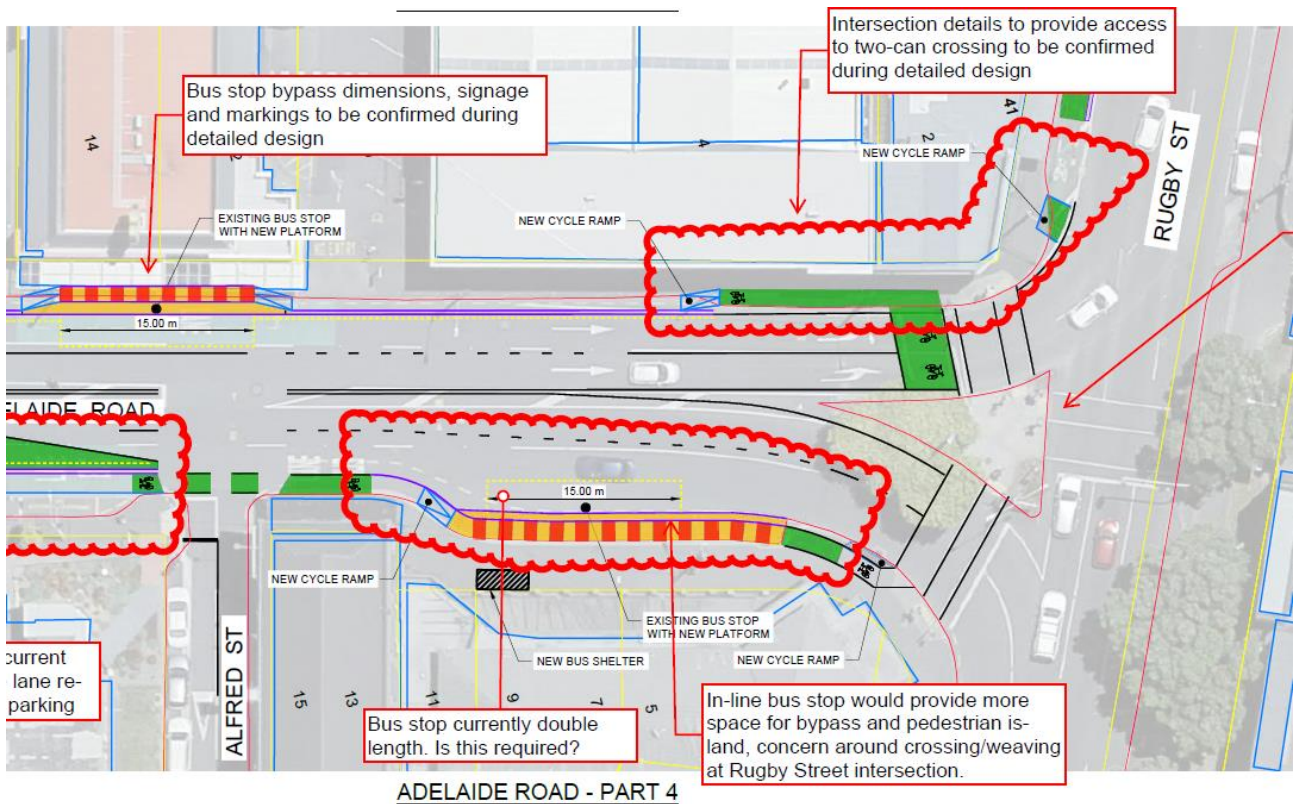 Intersection details to provide access
to two-can crossing to be confirmed
during detailed design
Bus stop bypass dimensions, signage
and markings to be confirmed during
detailed design
14
2
4
2
41
NEW CYCLE RAMP
RUGBY ST
EXISTING BUS STOP
WITH NEW PLATFORM
NO ENTRY
NEW CYCLE RAMP
15.00 m
ELAIDE ROAD
15.00 m
NEW CYCLE RAMP
EXISTING BUS STOP
WITH NEW PLATFORM
NEW BUS SHELTER
NEW CYCLE RAMP
current
lane re-
parking
ALFRED ST
15
13
11
9
7
5
Bus stop currently double
length. Is this required?
In-line bus stop would provide more
space for bypass and pedestrian is-
land, concern around crossing/weaving
at Rugby Street intersection.
ADELAIDE ROAD - PART 4